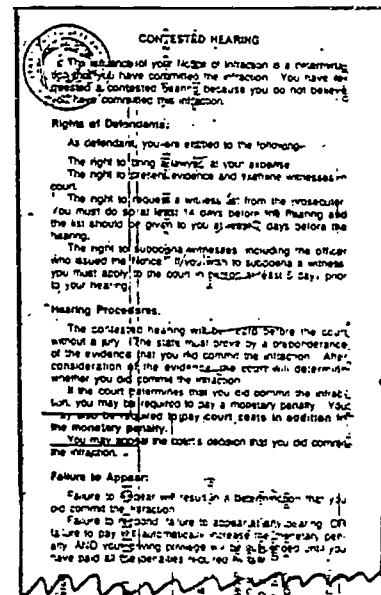 CONTESTED HEARING
The issuance of your Notice of Infraction is a determina-
tion that you have committed the infraction. You have re-
quested a contested hearing because you do not believe
you have committed this infraction.
Rights of Defendants:
As defendant, you are entitled to the following:
The right to bring a lawyer, at your expense.
The right to present evidence and examine witnesses in
court.
The right to request a witness list from the prosecuter.
You must do so at least 14 days before the hearing and
the list should be given to you at least days before the
hearing.
The right to subpoena witnesses, including the officer
who issued the Notice. If you wish to subpoena a witness,
you must apply to the court in person at least 5 days prior
to your hearing.
Hearing Procedures:
The contested hearing will be before the court
without a jury. The state must prove by a preponderance
of the evidence that you did commit the infraction. After
consideration of the evidence, the court will determine
whether you did commit the infraction.
If the court determines that you did commit the infrac-
tion, you may be required to pay a monetary penalty. You
may also be required to pay court costs in addition to
the monetary penalty.
You may appeal the court's decision that you did commit
the infraction.
Failure to Appear:
Failure to appear will result in a determination that you
did commit the infraction.
Failure to respond, failure to appear at any hearing, OR
failure to pay will automatically increase the monetary pen-
alty AND your driving privilege will be suspended until you
have paid all the penalties required